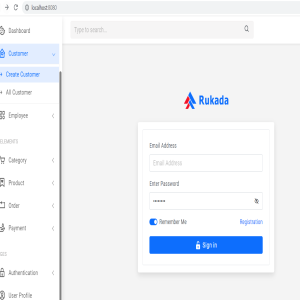 localhost:8080
Dashboard
Type to search...
Customer
Create Customer
All Customer
Employee
ELEMENTS
Category
Product
Order
Payment
Authentication
User Profile
Rukada
Email Address
Email Address
Enter Password
Remember Me
Registration
Sign in